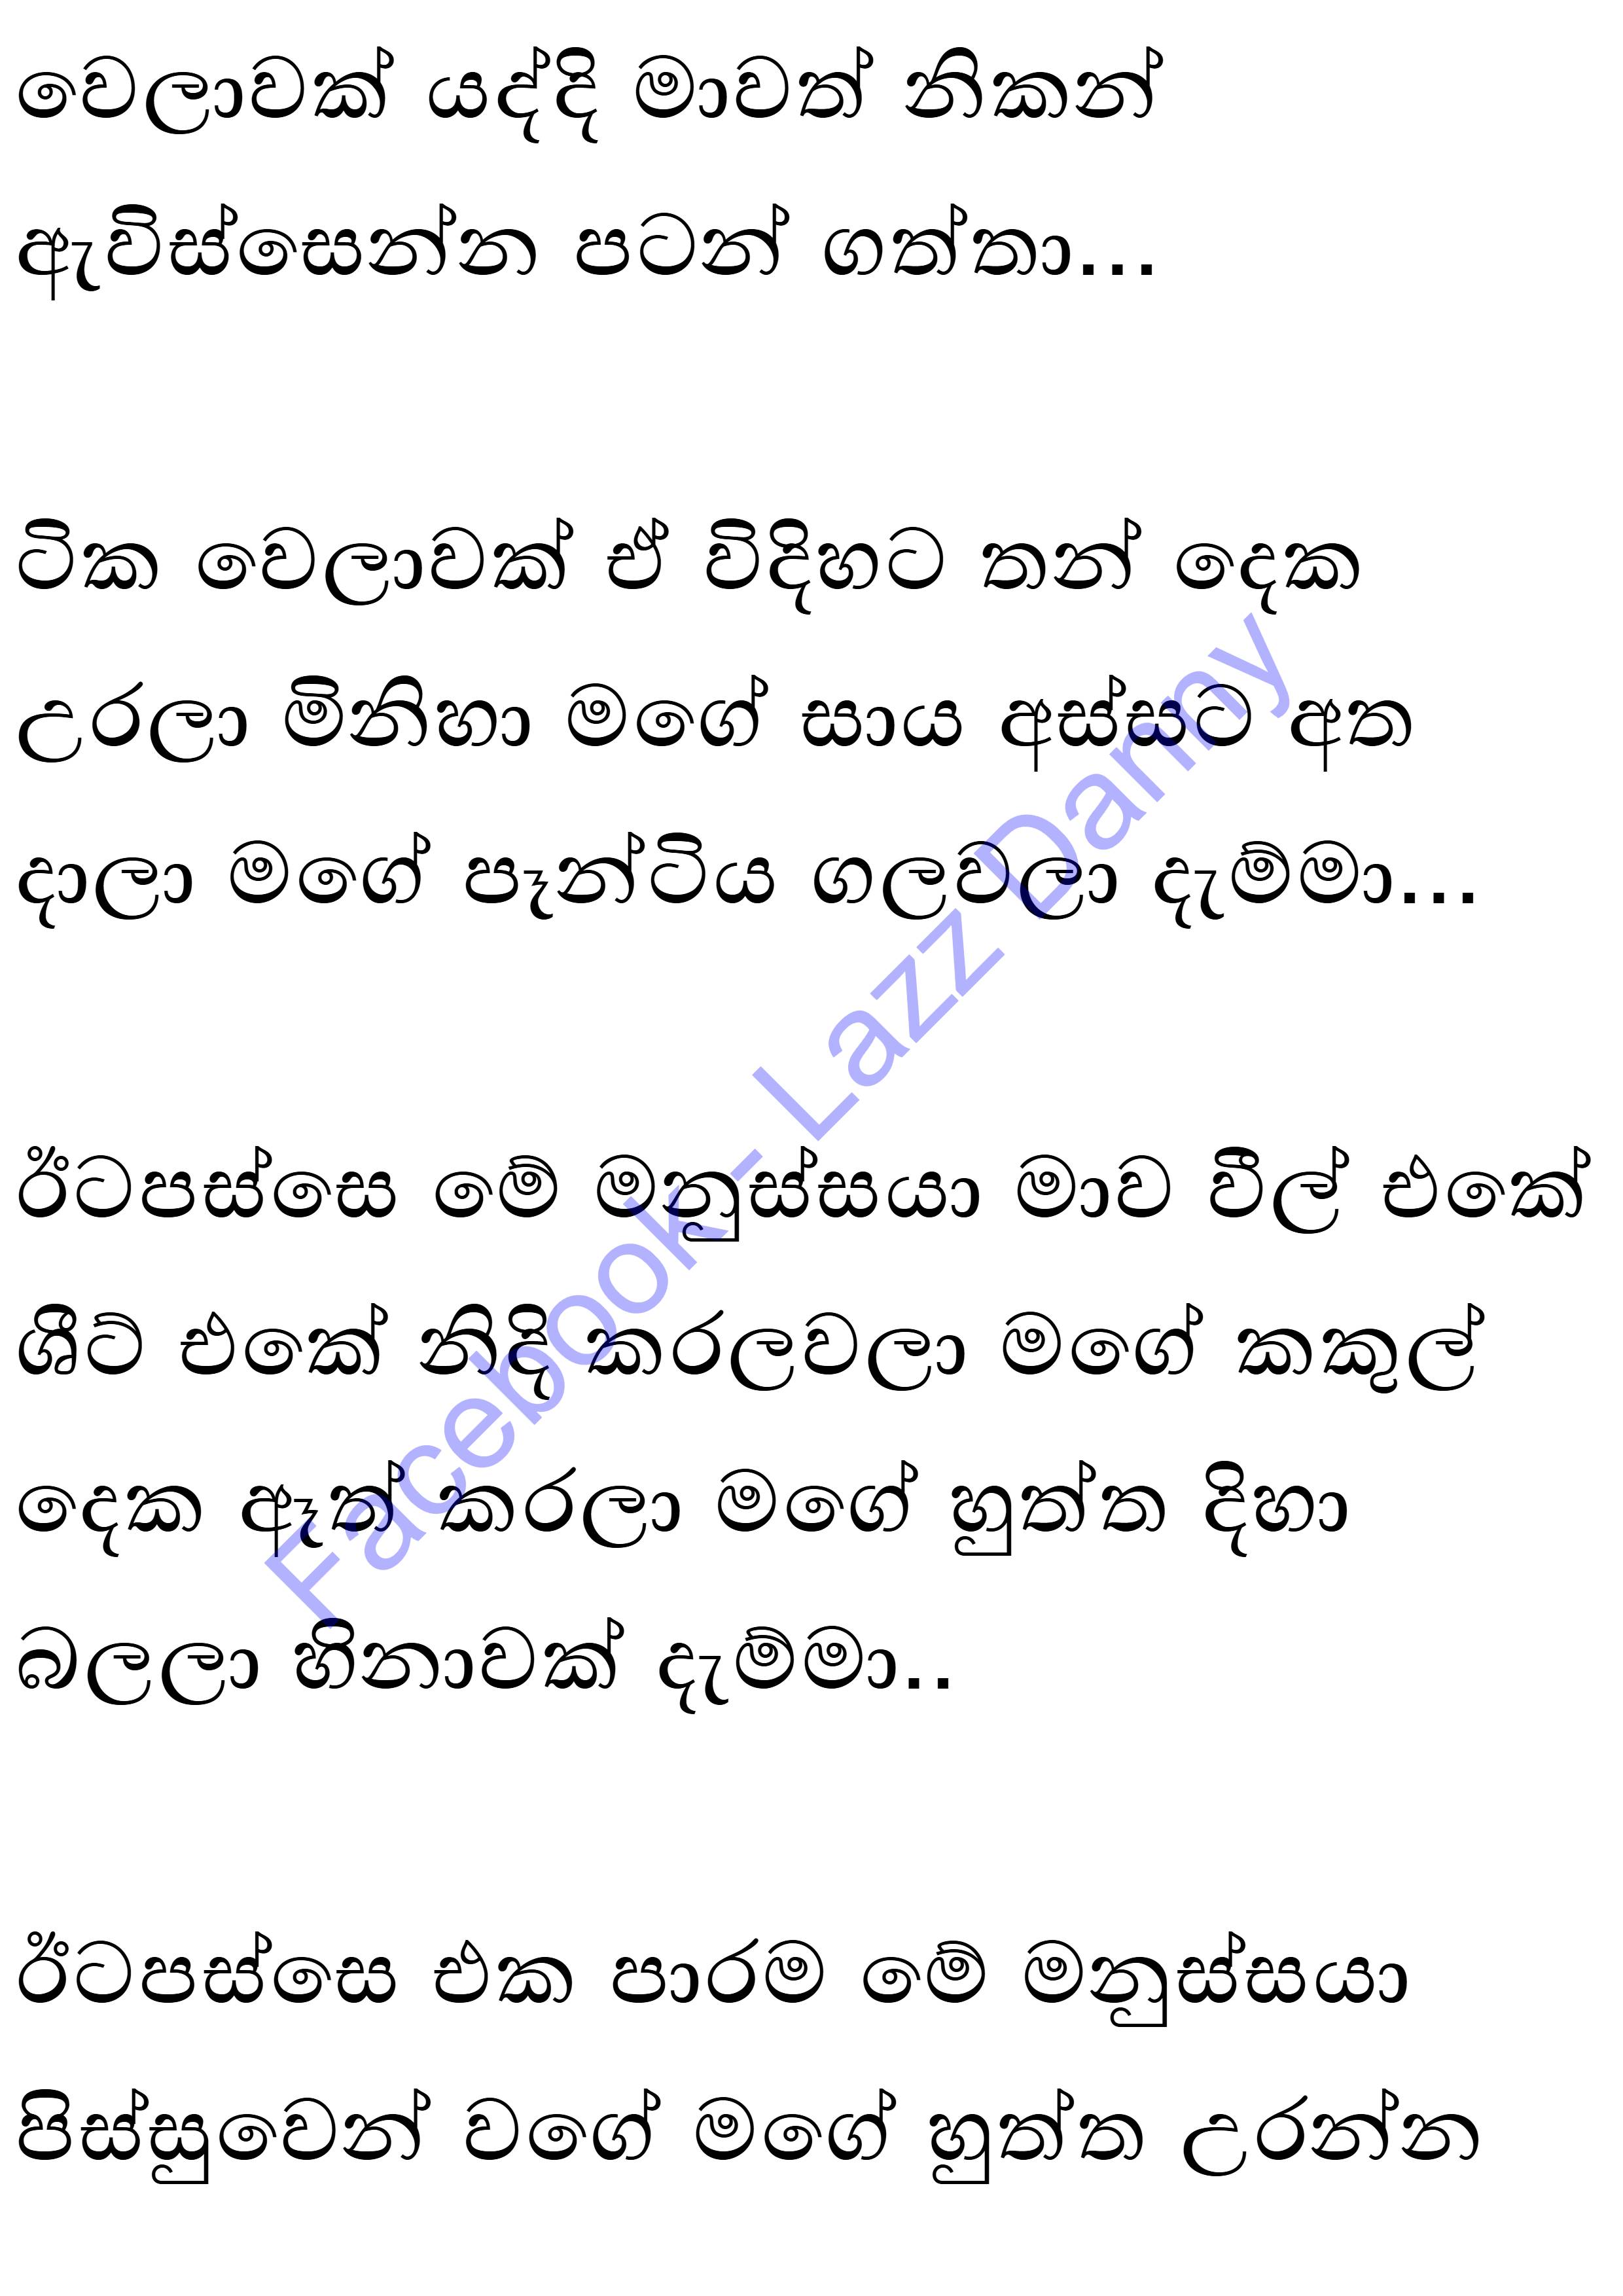 වෙලාවක් යද්දි මාවත් නිකන්
ඇවිස්සෙන්න පටන් ගත්තා...
ටික වෙලාවක් ඒ විදිහට තන් දෙක
උරලා මිනිහා මගේ සාය අස්සට අත
දාලා මගේ පෑන්ටිය ගලවලා දැම්මා...
ඊටපස්සෙ මේ මනුස්සයා මාව වීල් එකේ
ශීට් එකේ නිදි කරලවලා මගේ කකුල්
දෙක ඈත් කරලා මගේ හුත්ත දිහා
බලලා හිනාවක් දැම්මා..
ඊටපස්සෙ එක පාරම මේ මනුස්සයා
පිස්සුවෙන් වගේ මගේ හුත්ත උරන්න
Facebook- Lazz Danny